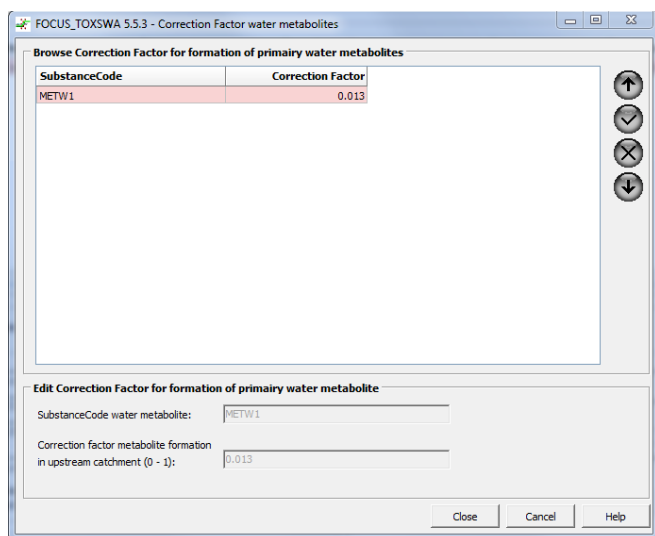 FOCUS_TOXSWA 5.5.3 - Correction Factor water metabolites
Browse Correction Factor for formation of primairy water metabolites
SubstanceCode Correction Factor
METW1 0.013
Edit Correction Factor for formation of primairy water metabolite
SubstanceCode water metabolite: METW1
Correction factor metabolite formation
in upstream catchment (0 - 1): 0.013
Close Cancel Help